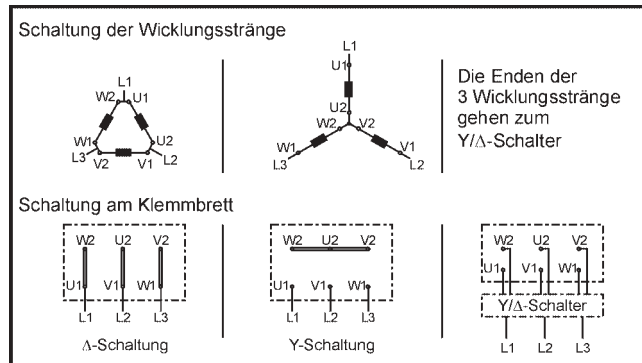 Schaltung der Wicklungsstränge
L1
W2 U1
W1 U2
L3 V2 V1 L2
L1
U1
U2
W2 V2
W1 V1
L3 L2
Die Enden der
3 Wicklungsstränge
gehen zum
Y/Δ-Schalter
Schaltung am Klemmbrett
W2 U2 V2
U1 V1 W1
L1 L2 L3
Δ-Schaltung
W2 U2 V2
U1 V1 W1
L1 L2 L3
Y-Schaltung
W2 U2 V2
U1 V1 W1
Y/Δ-Schalter
L1 L2 L3